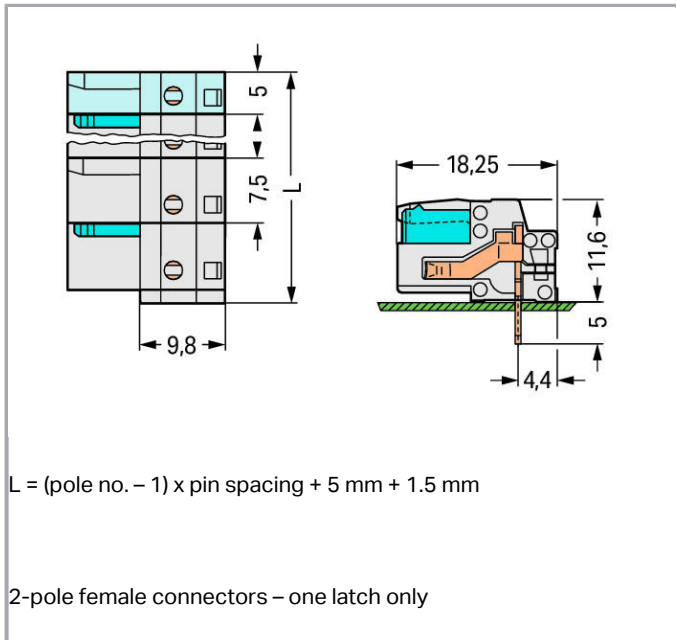 5
7,5
L
9,8
18,25
11,6
5
4,4
L = (pole no. – 1) x pin spacing + 5 mm + 1.5 mm
2-pole female connectors – one latch only